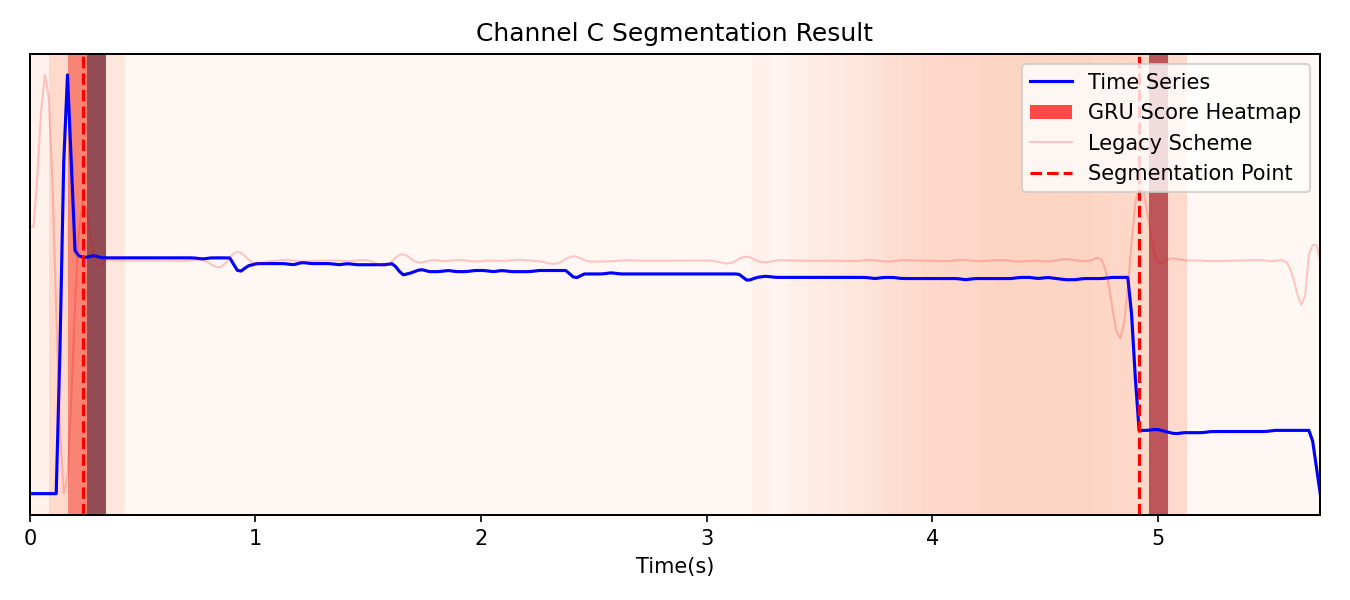 Channel C Segmentation Result
Time Series
GRU Score Heatmap
Legacy Scheme
Segmentation Point
0 1 2 3 4 5
Time(s)